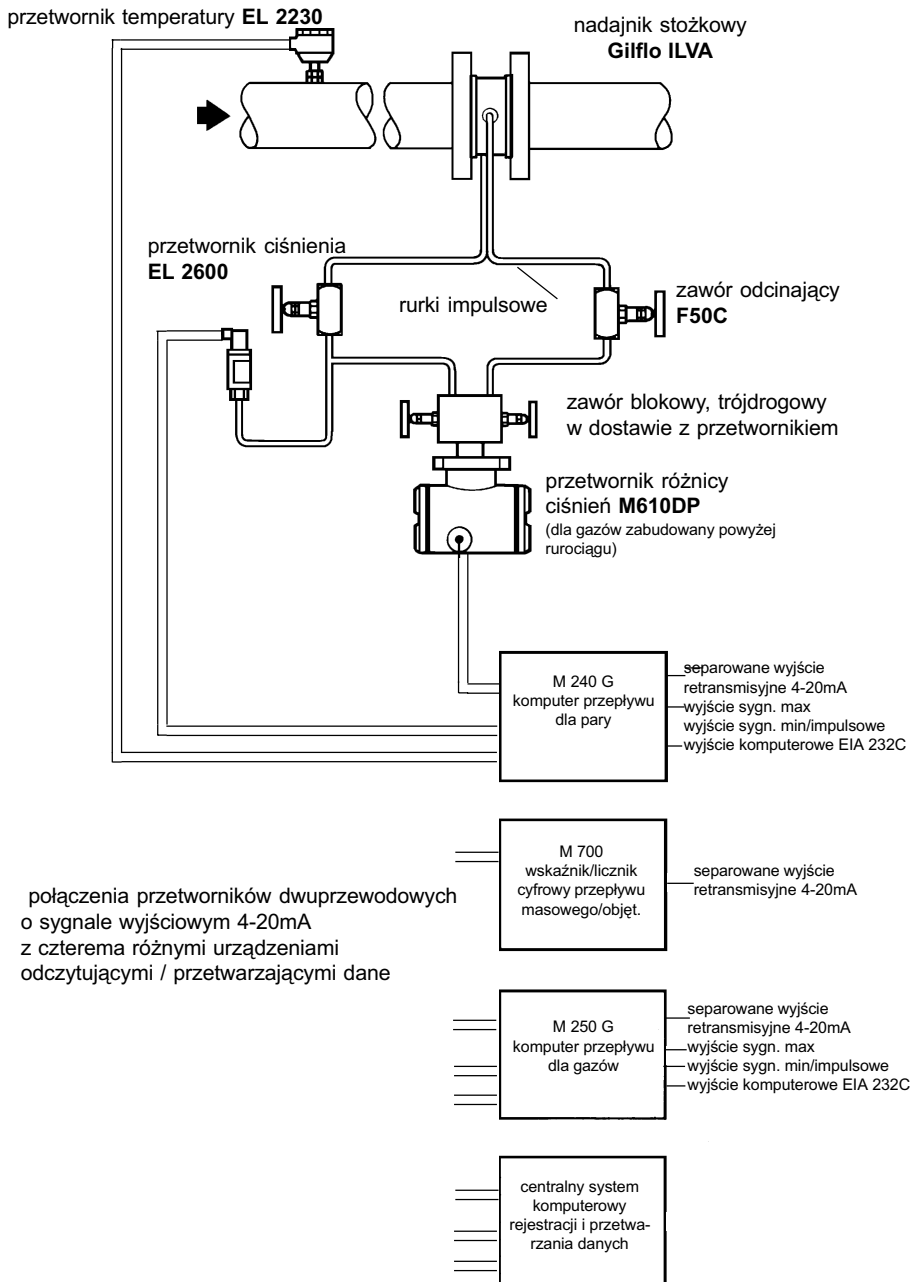 przetwornik temperatury EL 2230
nadajnik stożkowy
Gilflo ILVA
przetwornik ciśnienia
EL 2600
rurki impulsowe
zawór odcinający
F50C
zawór blokowy, trójdrogowy
w dostawie z przetwornikiem
przetwornik różnicy
ciśnień M610DP
(dla gazów zabudowany powyżej
rurociągu)
M 240 G
komputer przepływu
dla pary
separowane wyjście
retransmisyjne 4-20mA
wyjście sygn. max
wyjście sygn. min/impulsowe
wyjście komputerowe EIA 232C
M 700
wskaźnik/licznik
cyfrowy przepływu
masowego/objęt.
separowane wyjście
retransmisyjne 4-20mA
połączenia przetworników dwuprzewodowych
o sygnale wyjściowym 4-20mA
z czterema różnymi urządzeniami
odczytującymi / przetwarzającymi dane
M 250 G
komputer przepływu
dla gazów
separowane wyjście
retransmisyjne 4-20mA
wyjście sygn. max
wyjście sygn. min/impulsowe
wyjście komputerowe EIA 232C
centralny system
komputerowy
rejestracji i przetwa-
rzania danych